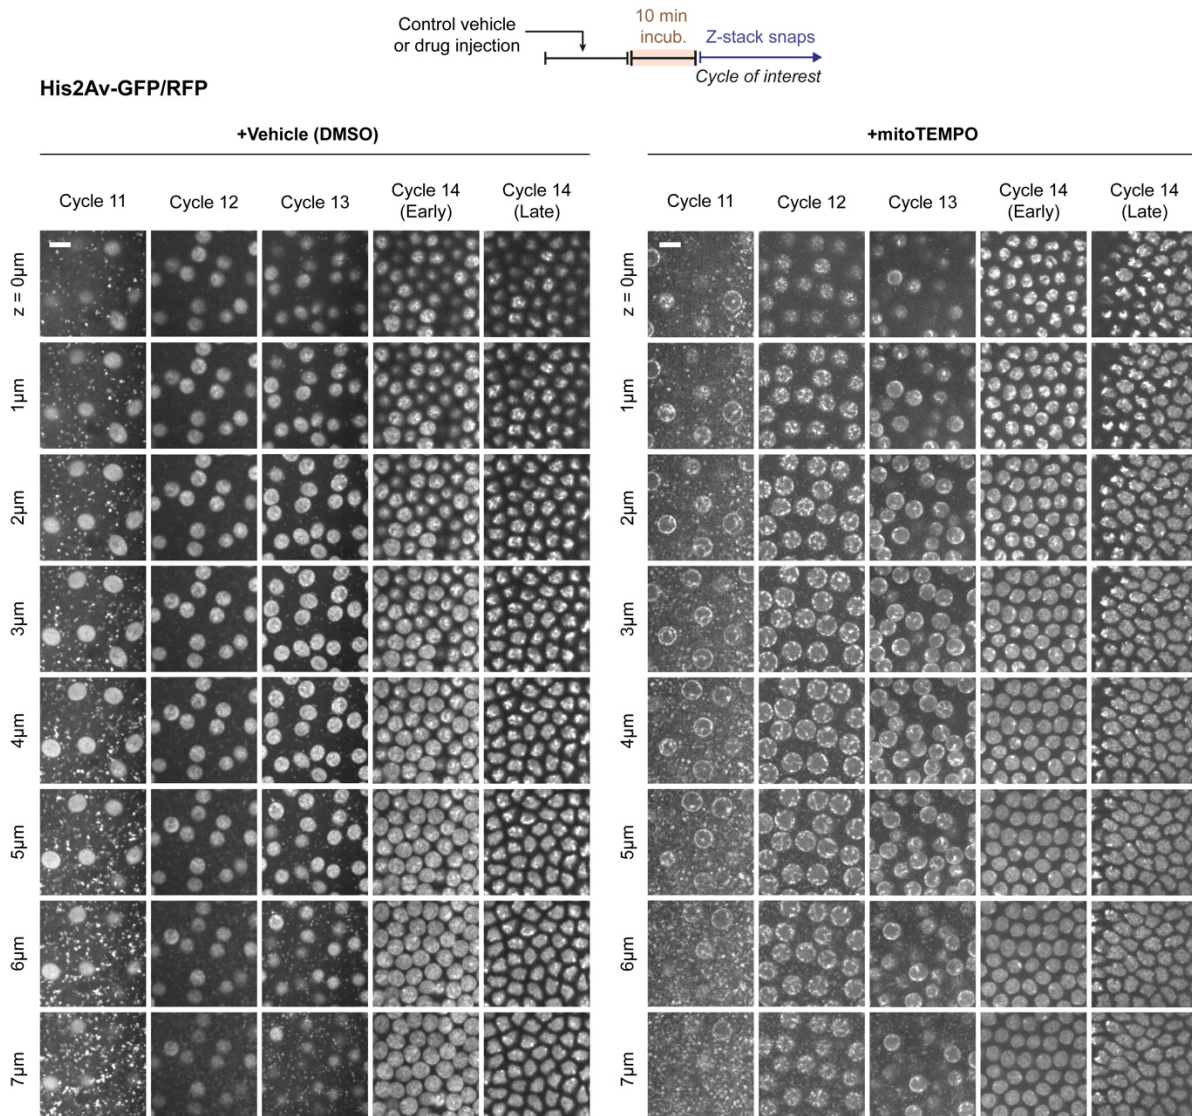 Control vehicle
or drug injection
10 min
incub.
Z-stack snaps
Cycle of interest
His2Av-GFP/RFP
+Vehicle (DMSO)
+mitoTEMPO
Cycle 11
Cycle 12
Cycle 13
Cycle 14
(Early)
Cycle 14
(Late)
Cycle 11
Cycle 12
Cycle 13
Cycle 14
(Early)
Cycle 14
(Late)
z = 0μm
1μm
2μm
3μm
4μm
5μm
6μm
7μm
z = 0μm
1μm
2μm
3μm
4μm
5μm
6μm
7μm